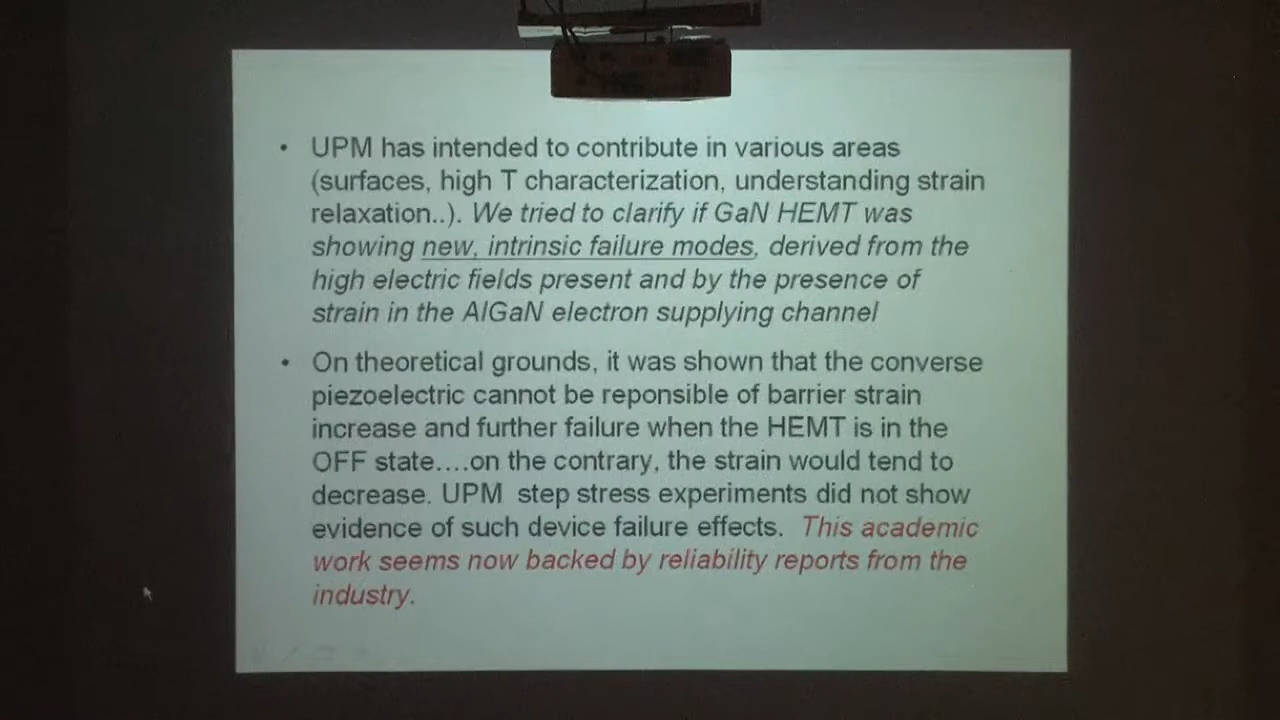 • UPM has intended to contribute in various areas
(surfaces, high T characterization, understanding strain
relaxation..). We tried to clarify if GaN HEMT was
showing new, intrinsic failure modes, derived from the
high electric fields present and by the presence of
strain in the AlGaN electron supplying channel
• On theoretical grounds, it was shown that the converse
piezoelectric cannot be reponsible of barrier strain
increase and further failure when the HEMT is in the
OFF state....on the contrary, the strain would tend to
decrease. UPM step stress experiments did not show
evidence of such device failure effects. This academic
work seems now backed by reliability reports from the
industry.